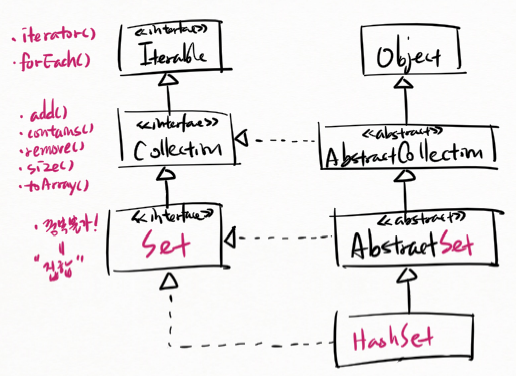 · iterator()
· forEach()
<<interface>>
Iterable
Object
· add()
· contains()
· remove()
· size()
· toArray()
<<interface>>
Collection
<<abstract>>
AbstractCollection
· 중복불가!
=
"집합"
<<interface>>
Set
<<abstract>>
AbstractSet
HashSet